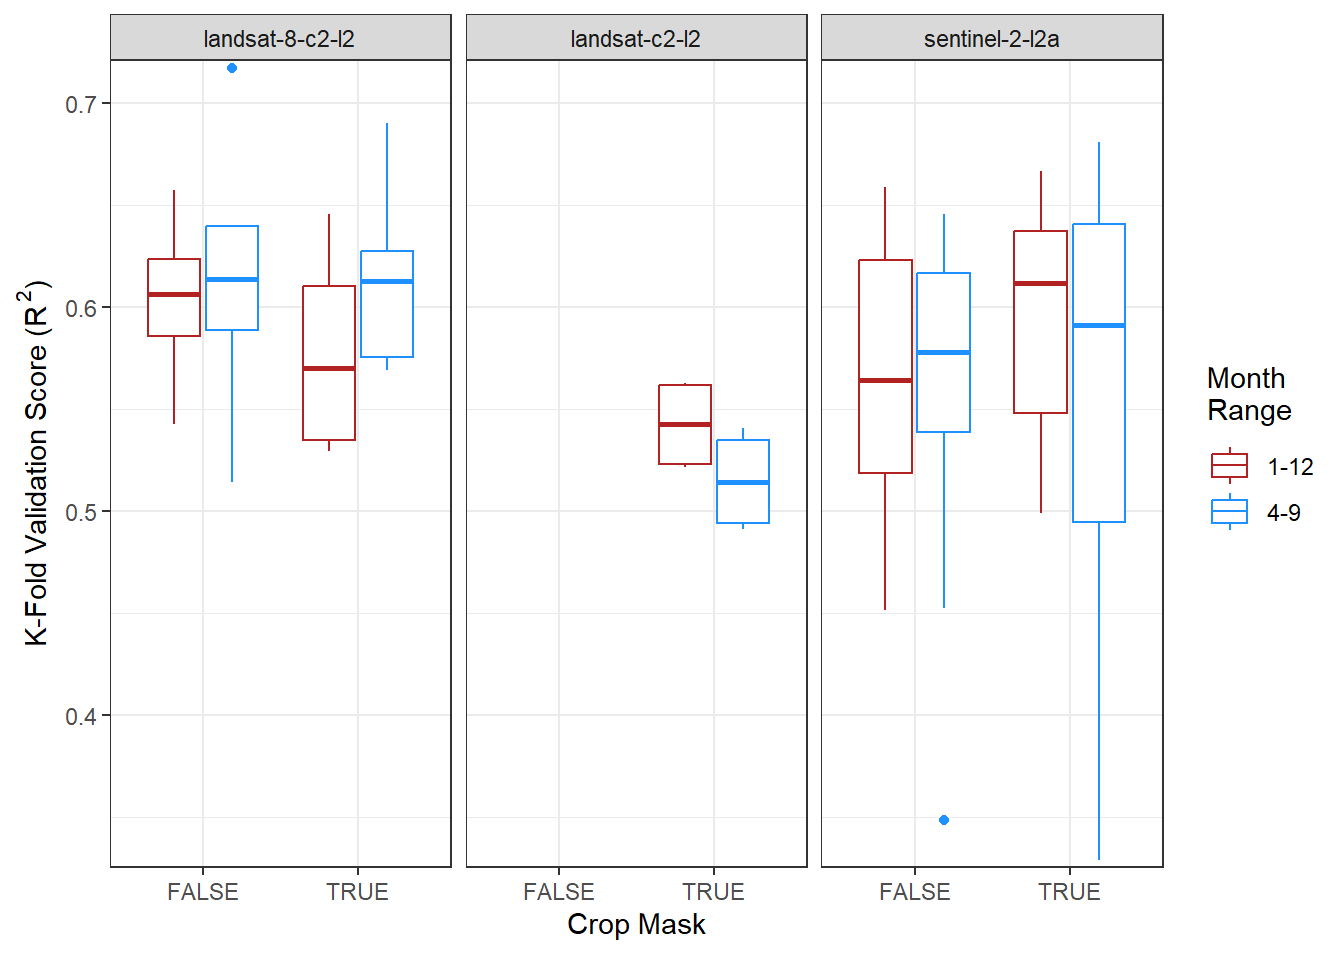 landsat-8-c2-l2
landsat-c2-l2
sentinel-2-l2a
K-Fold Validation Score (R²)
0.7
0.6
0.5
0.4
FALSE
TRUE
FALSE
TRUE
FALSE
TRUE
Crop Mask
Month
Range
1-12
4-9